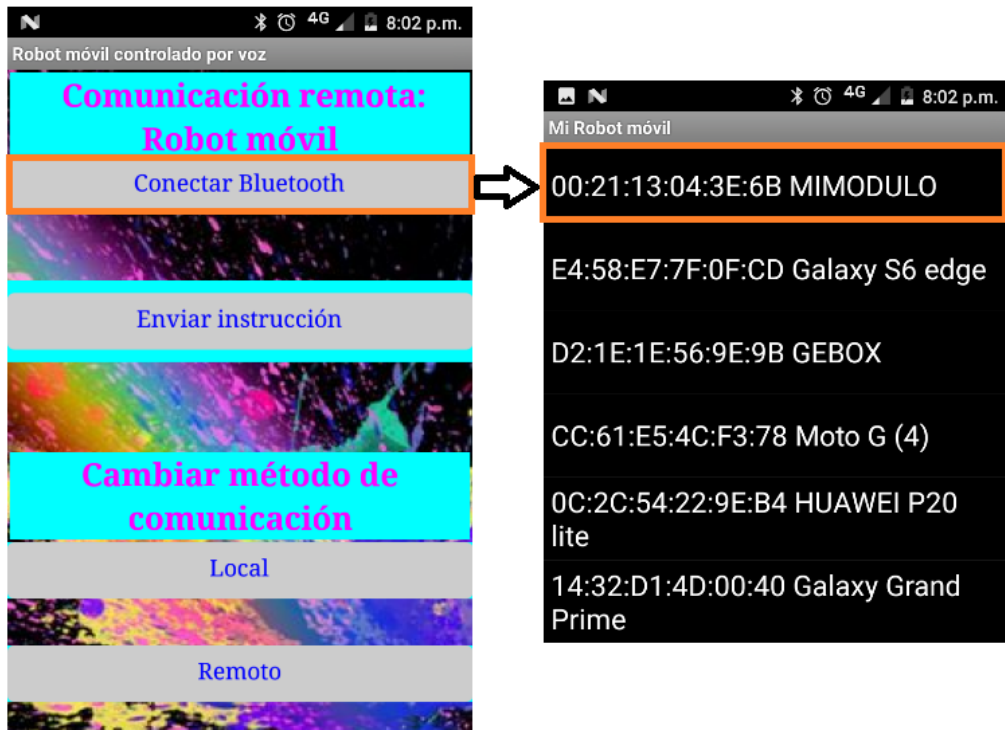 4G 8:02 p.m.
Robot móvil controlado por voz
Comunicación remota:
Robot móvil
Conectar Bluetooth
Enviar instrucción
Cambiar método de
comunicación
Local
Remoto
4G 8:02 p.m.
Mi Robot móvil
00:21:13:04:3E:6B MIMODULO
E4:58:E7:7F:0F:CD Galaxy S6 edge
D2:1E:1E:56:9E:9B GEBOX
CC:61:E5:4C:F3:78 Moto G (4)
0C:2C:54:22:9E:B4 HUAWEI P20
lite
14:32:D1:4D:00:40 Galaxy Grand
Prime